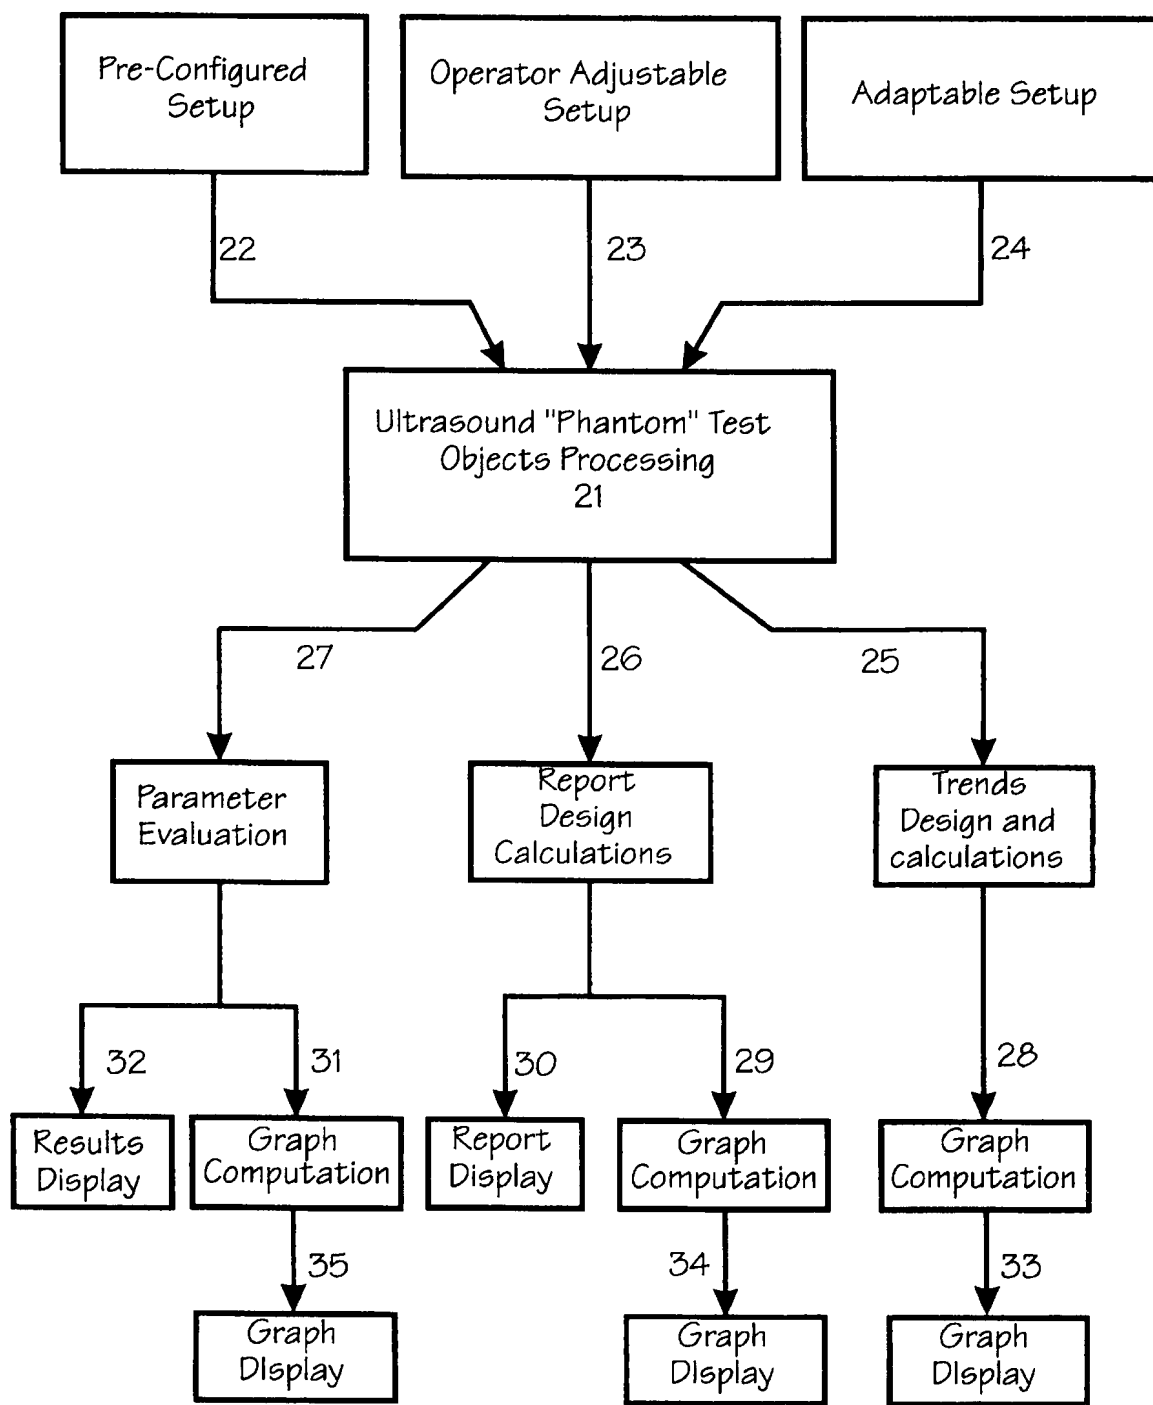 Pre-Configured
Setup
Operator Adjustable
Setup
Adaptable Setup
22
23
24
Ultrasound "Phantom" Test
Objects Processing
21
27
26
25
Parameter
Evaluation
Report
Design
Calculations
Trends
Design and
calculations
32
31
30
29
28
Results
Display
Graph
Computation
Report
Display
Graph
Computation
Graph
Computation
35
34
33
Graph
DIsplay
Graph
DIsplay
Graph
DIsplay